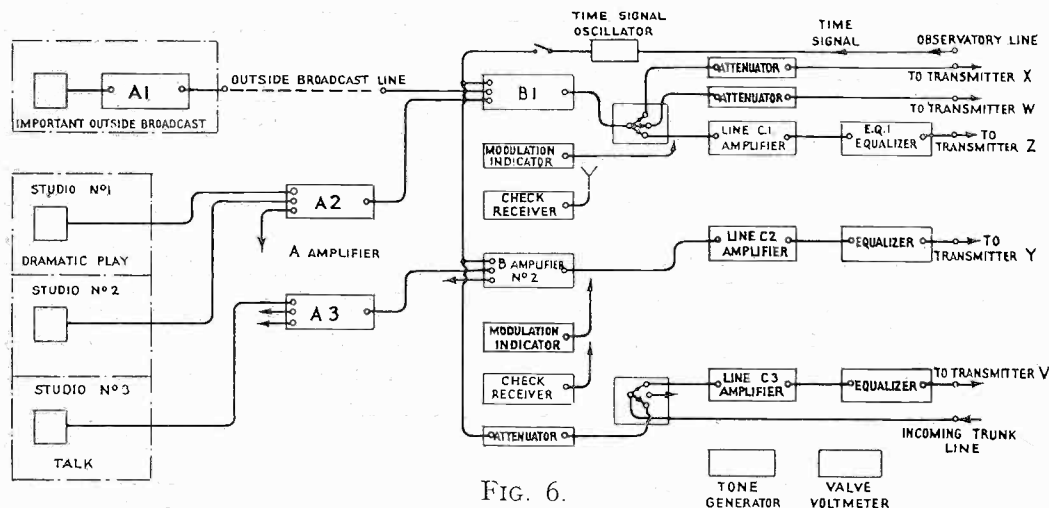 TIME SIGNAL
OSCILLATOR
TIME
SIGNAL
OBSERVATORY LINE
ATTENUATOR
TO TRANSMITTER X
ATTENUATOR
TO TRANSMITTER W
A1
OUTSIDE BROADCAST LINE
B1
IMPORTANT OUTSIDE BROADCAST
LINE C.1
AMPLIFIER
E.Q.1
EQUALIZER
TO
TRANSMITTER Z
MODULATION
INDICATOR
CHECK
RECEIVER
STUDIO Nº1
DRAMATIC PLAY
A2
A AMPLIFIER
STUDIO Nº2
B AMPLIFIER
Nº2
LINE C2
AMPLIFIER
EQUALIZER
TO
TRANSMITTER Y
A3
MODULATION
INDICATOR
CHECK
RECEIVER
STUDIO Nº3
TALK
LINE C3
AMPLIFIER
EQUALIZER
TO TRANSMITTER V
ATTENUATOR
INCOMING TRUNK
LINE
TONE
GENERATOR
VALVE
VOLTMETER
FIG. 6.